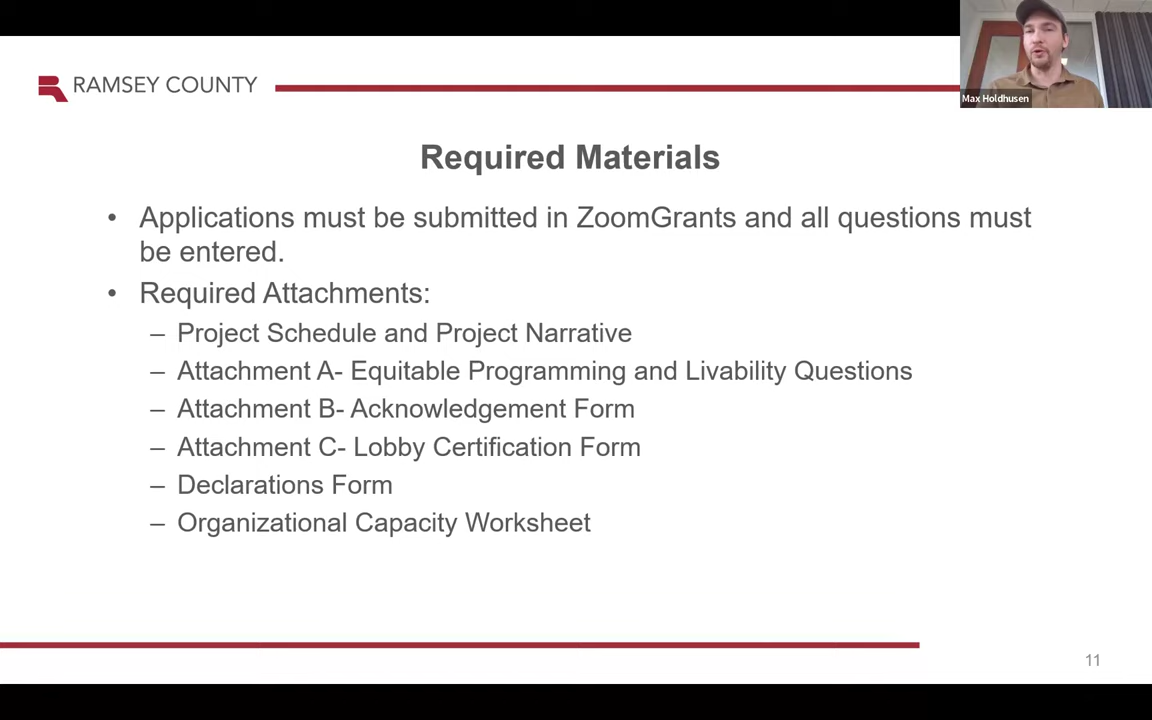 RAMSEY COUNTY
Max Holdhusen
Required Materials
• Applications must be submitted in ZoomGrants and all questions must
be entered.
• Required Attachments:
– Project Schedule and Project Narrative
– Attachment A- Equitable Programming and Livability Questions
– Attachment B- Acknowledgement Form
– Attachment C- Lobby Certification Form
– Declarations Form
– Organizational Capacity Worksheet
11